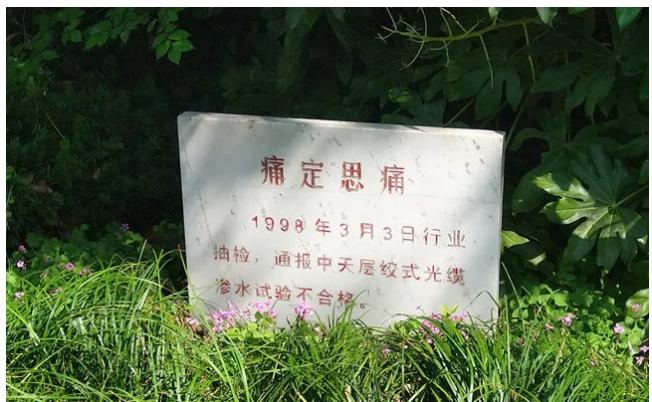 痛定思痛
1998年3月3日行业
抽检，通报中天层绞式光缆
渗水试验不合格。